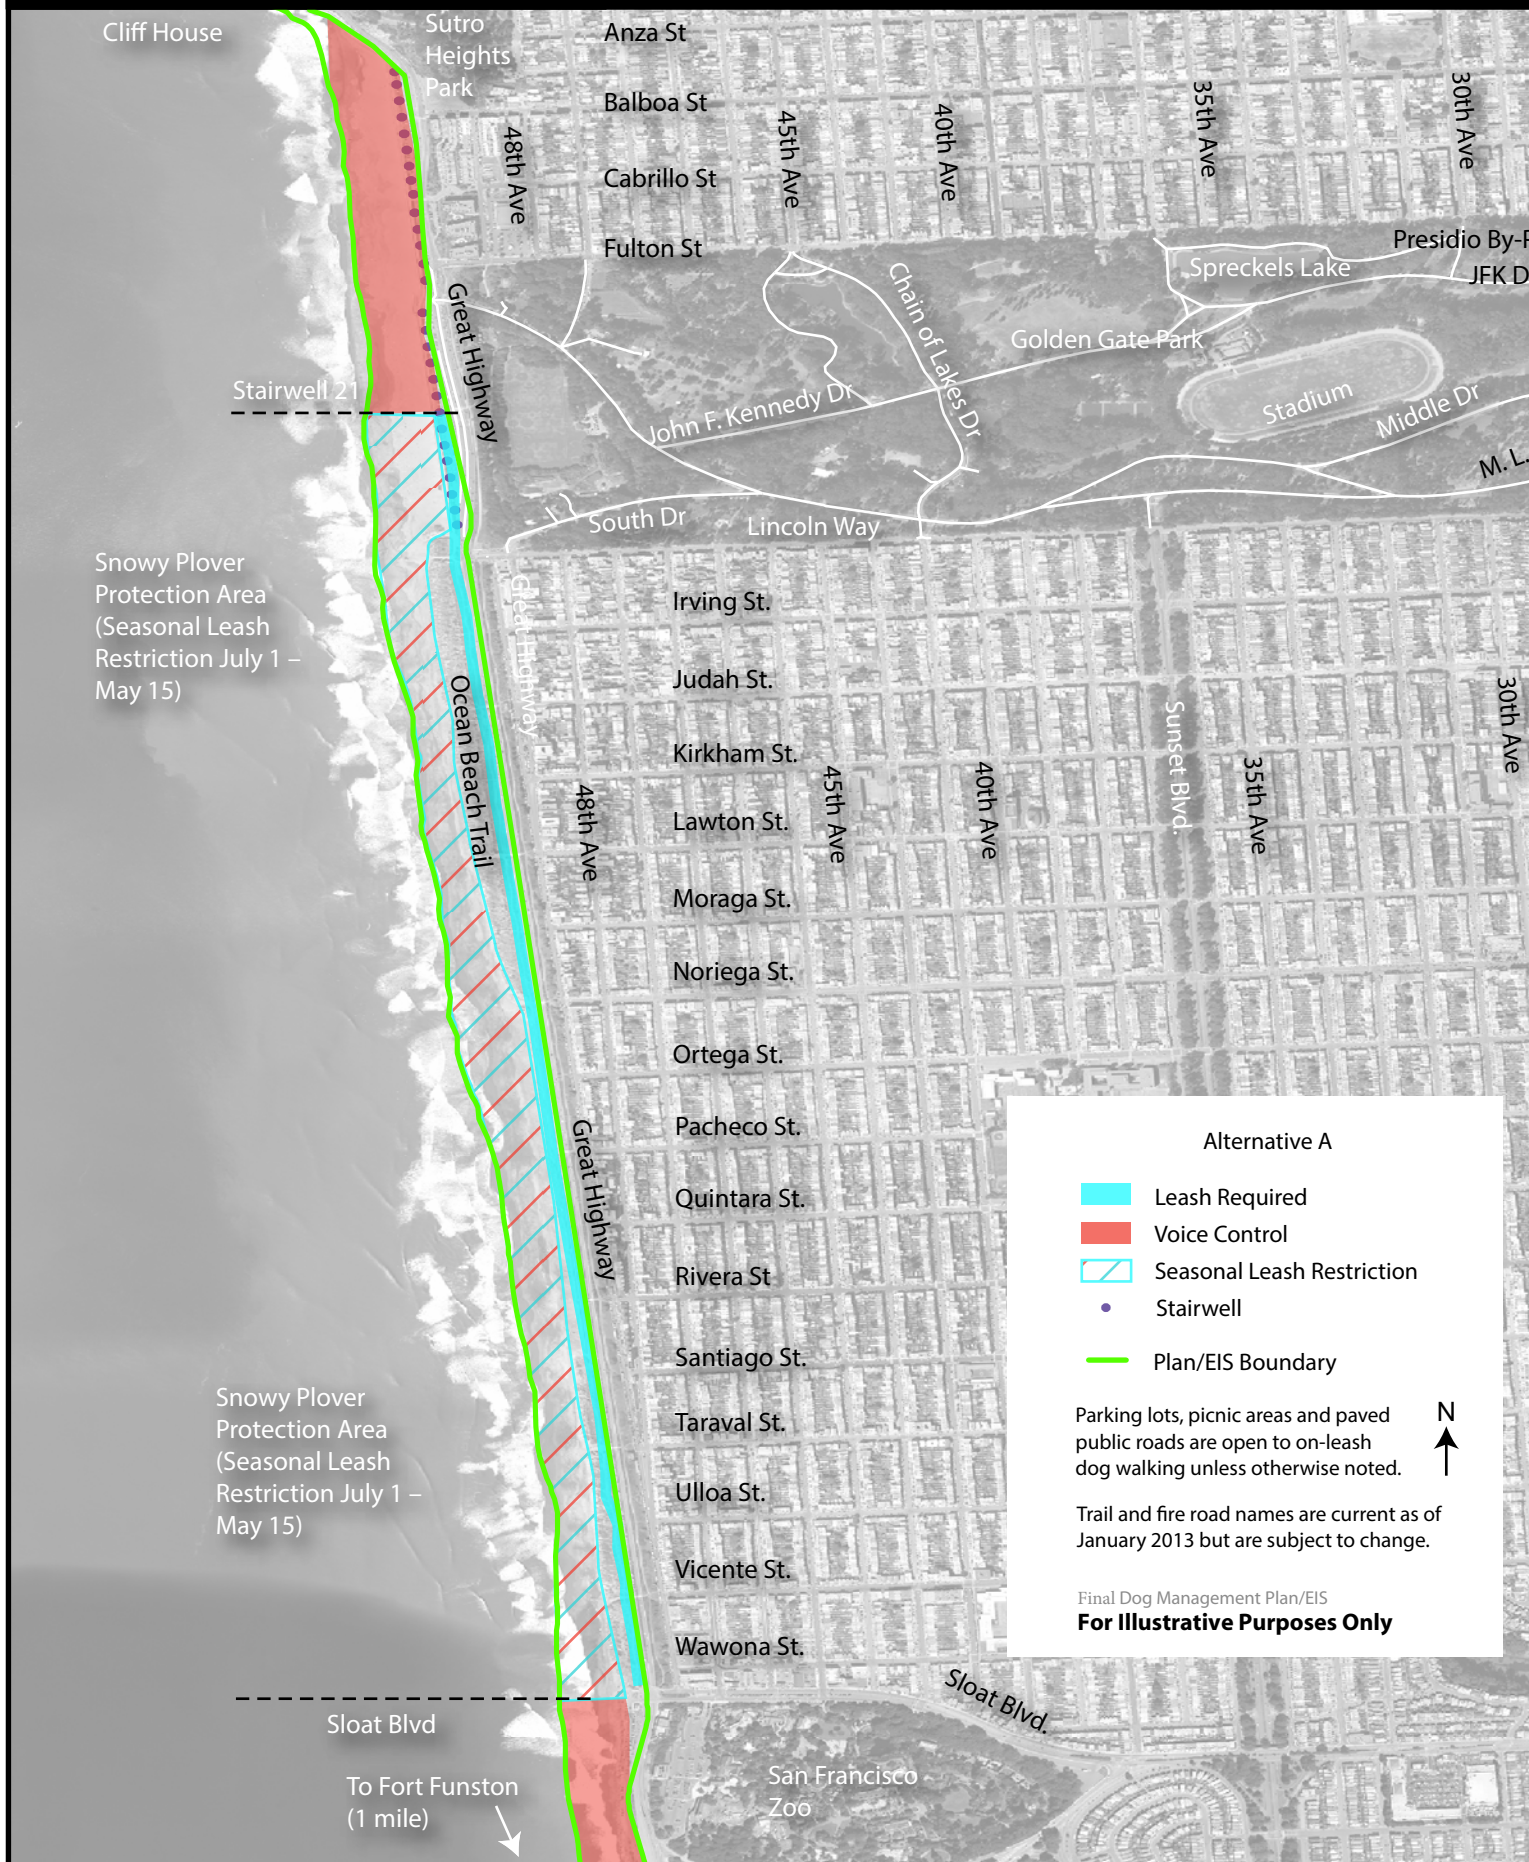 Cliff House
Sutro
Heights
Park
Anza St
Balboa St
Cabrillo St
Fulton St
48th Ave
45th Ave
40th Ave
35th Ave
30th Ave
Presidio By-P
JFK D
Spreckels Lake
Golden Gate Park
Chain of Lakes Dr
John F. Kennedy Dr
Stadium
Middle Dr
M. L.
Great Highway
Stairwell 21
South Dr
Lincoln Way
Snowy Plover
Protection Area
(Seasonal Leash
Restriction July 1 –
May 15)
Great Highway
Ocean Beach Trail
Irving St.
Judah St.
Kirkham St.
Lawton St.
Moraga St.
Noriega St.
Ortega St.
Pacheco St.
Quintara St.
Rivera St
Santiago St.
Taraval St.
Ulloa St.
Vicente St.
Wawona St.
48th Ave
45th Ave
40th Ave
Sunset Blvd.
35th Ave
30th Ave
Great Highway
Snowy Plover
Protection Area
(Seasonal Leash
Restriction July 1 –
May 15)
Sloat Blvd
Sloat Blvd.
To Fort Funston
(1 mile)
San Francisco
Zoo
Alternative A
Leash Required
Voice Control
Seasonal Leash Restriction
Stairwell
Plan/EIS Boundary
Parking lots, picnic areas and paved
public roads are open to on-leash
dog walking unless otherwise noted.
N
Trail and fire road names are current as of
January 2013 but are subject to change.
Final Dog Management Plan/EIS
For Illustrative Purposes Only